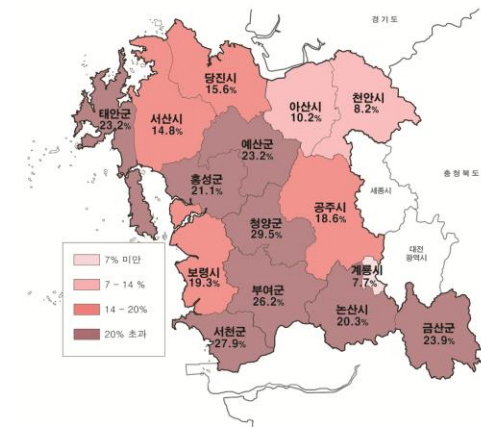 경기도
당진시
15.6%
아산시
10.2%
천안시
8.2%
태안군
23.2%
서산시
14.8%
예산군
23.2%
충청북도
홍성군
21.1%
세종시
공주시
18.6%
청양군
29.5%
대전
광역시
7% 미만
7 - 14 %
14 - 20%
20% 초과
보령시
19.3%
계룡시
7.7%
부여군
26.2%
논산시
20.3%
서천군
27.9%
금산군
23.9%